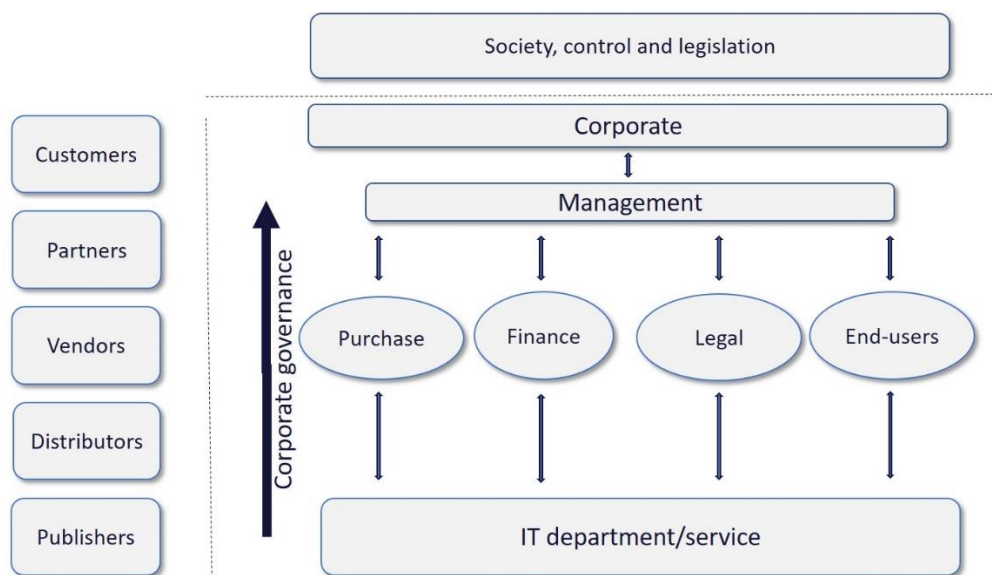 Society, control and legislation
Corporate
Management
Customers
Partners
Vendors
Distributors
Publishers
Corporate governance
Purchase
Finance
Legal
End-users
IT department/service